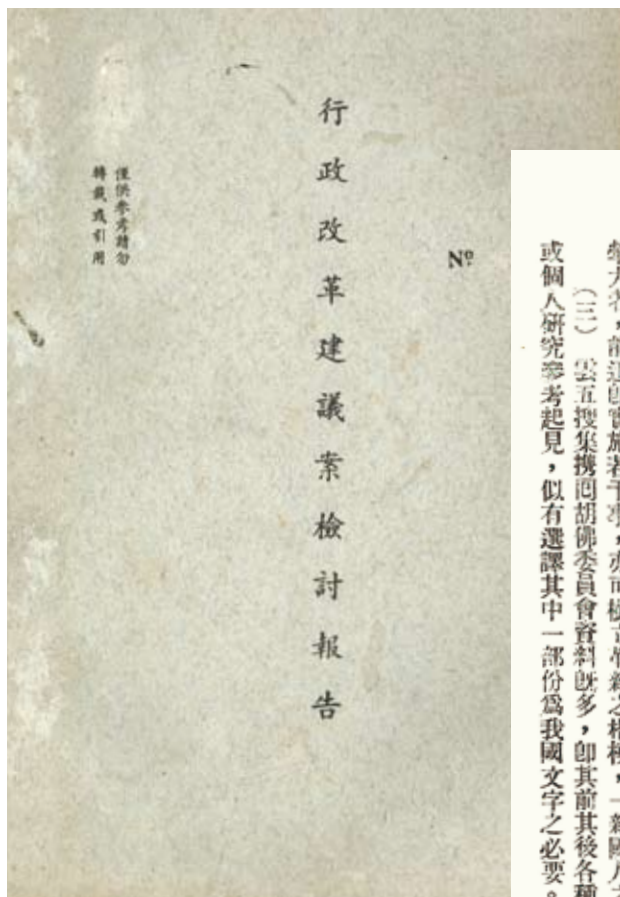 Nº
行政改革建議案檢討報告
僅供參考請勿
轉載或引用
（三）　雲五搜集攜回胡佛委員會資料既多，即其前其後各種
或個人研究參考起見，似有選譯其中一部份爲我國文字之必要。